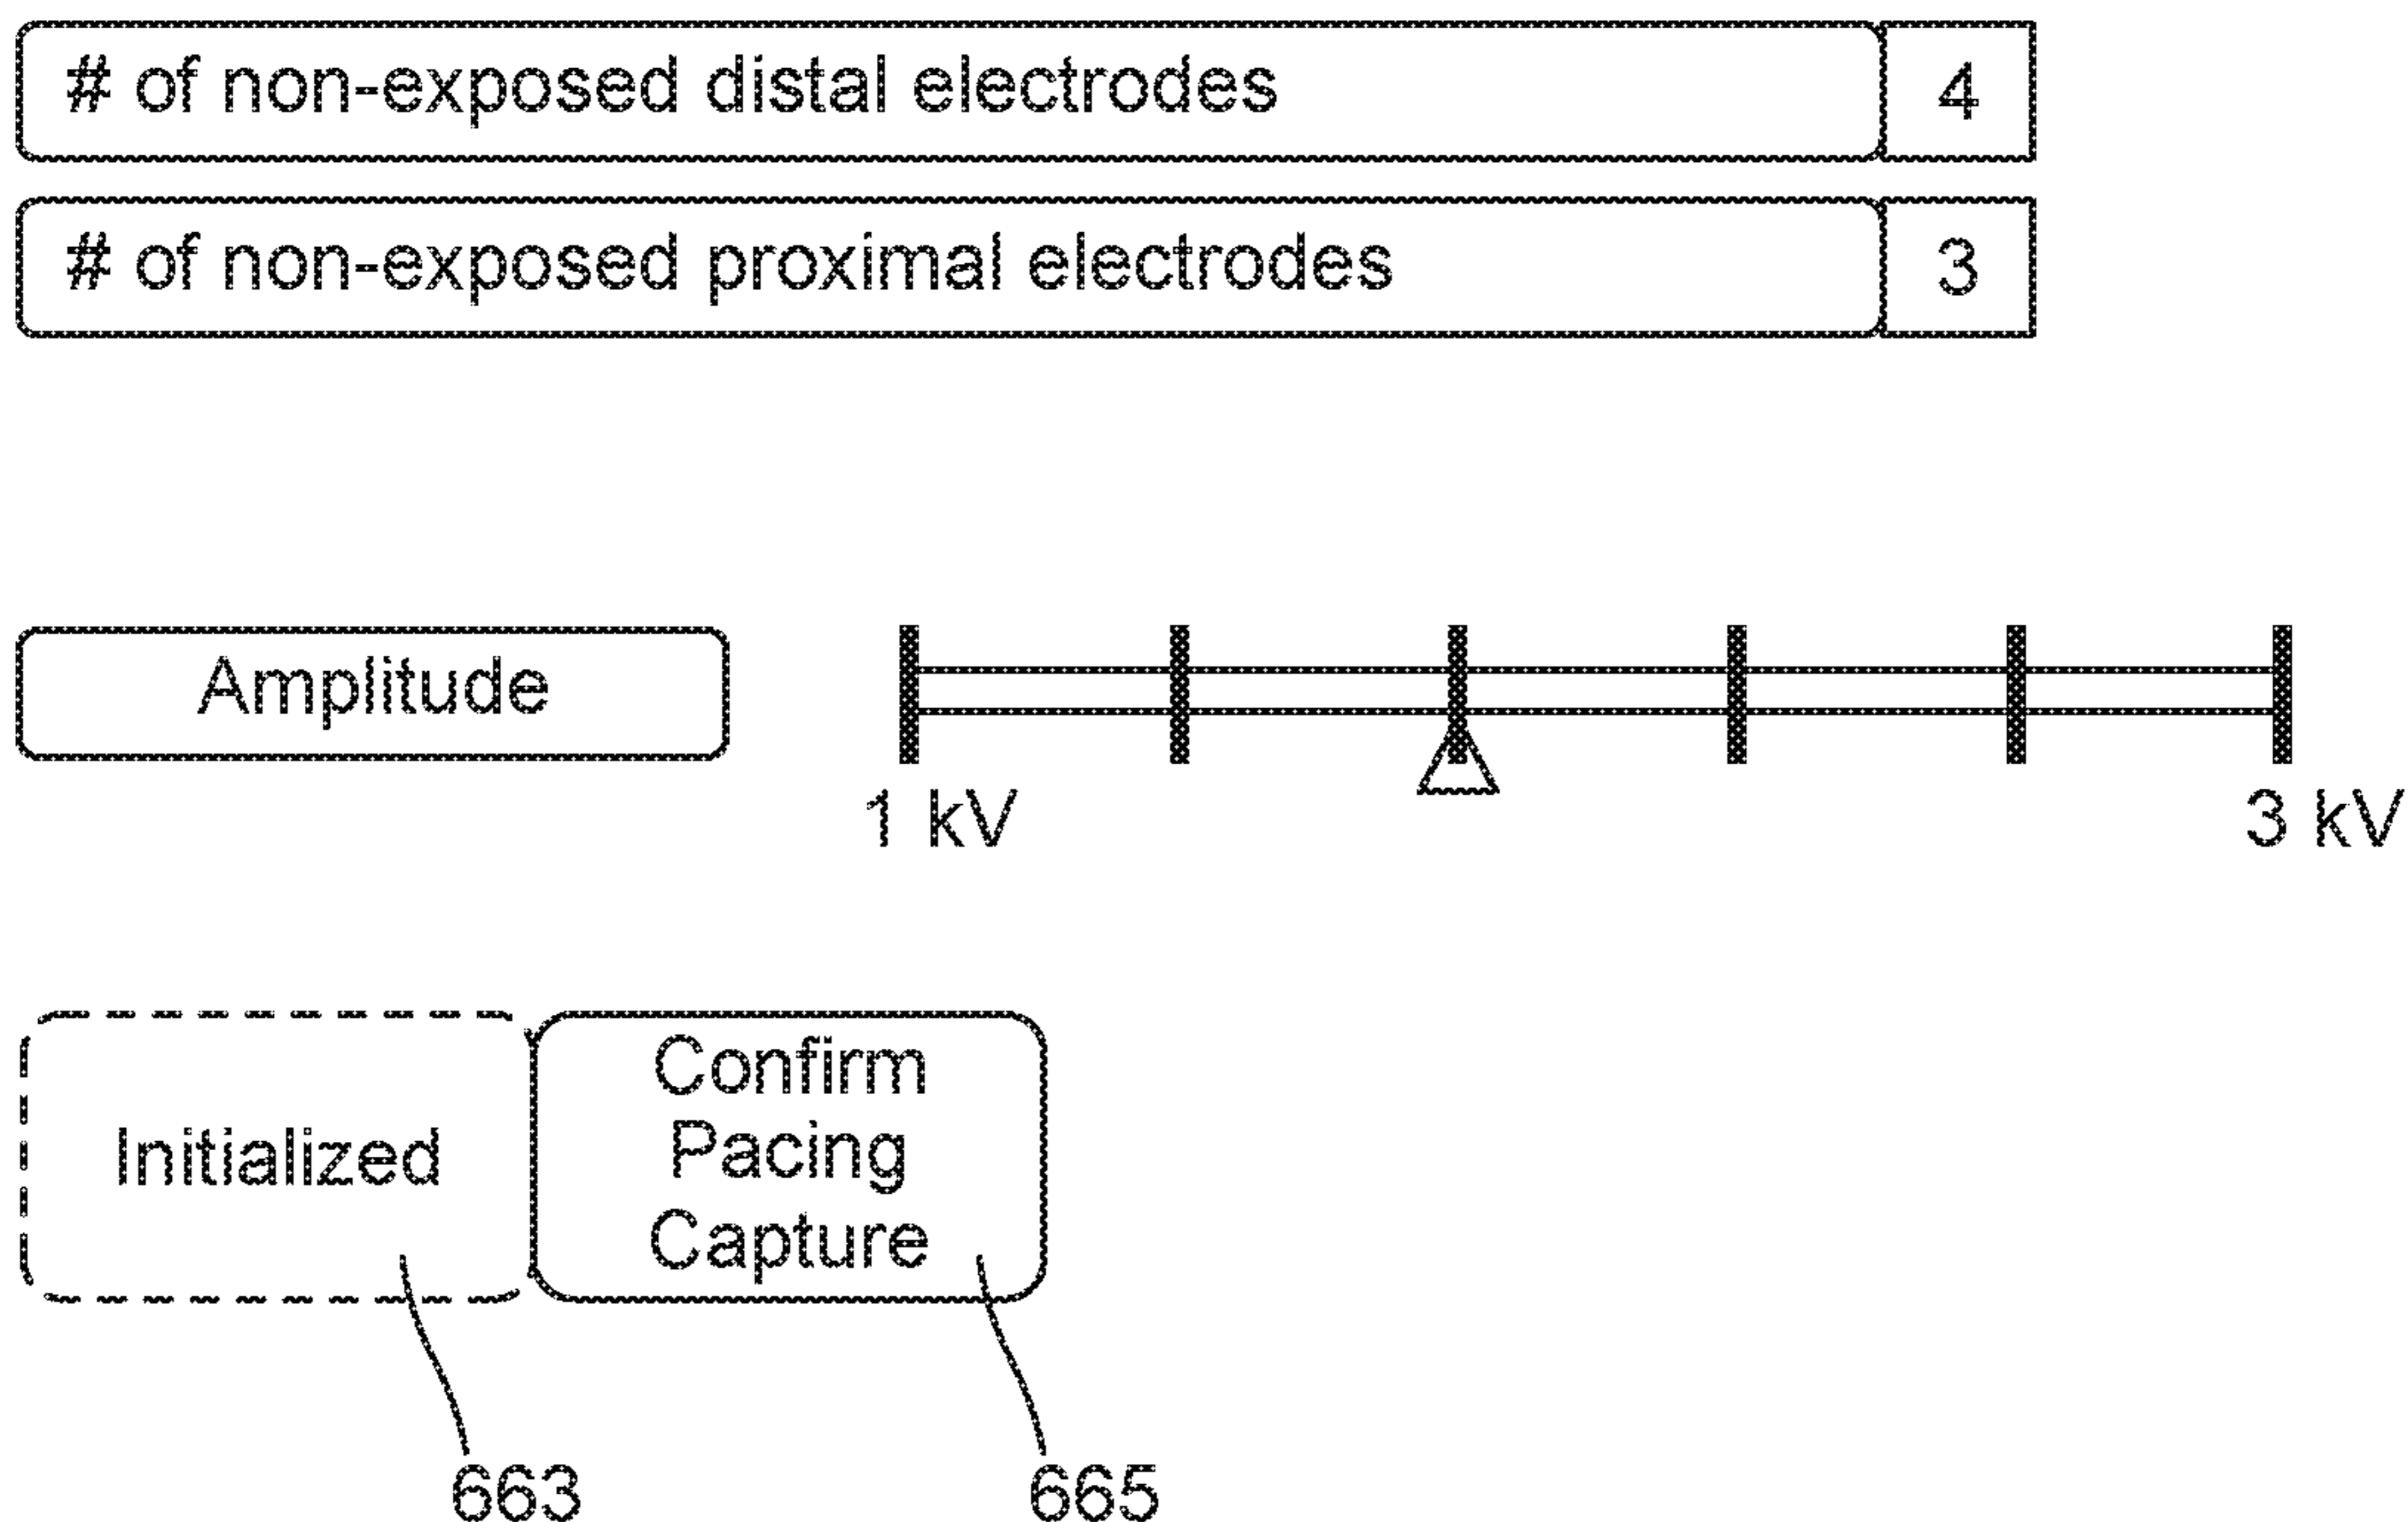 # of non-exposed distal electrodes 4
# of non-exposed proximal electrodes 3
Amplitude
1 kV 3 kV
Initialized
Confirm
Pacing
Capture
663 665